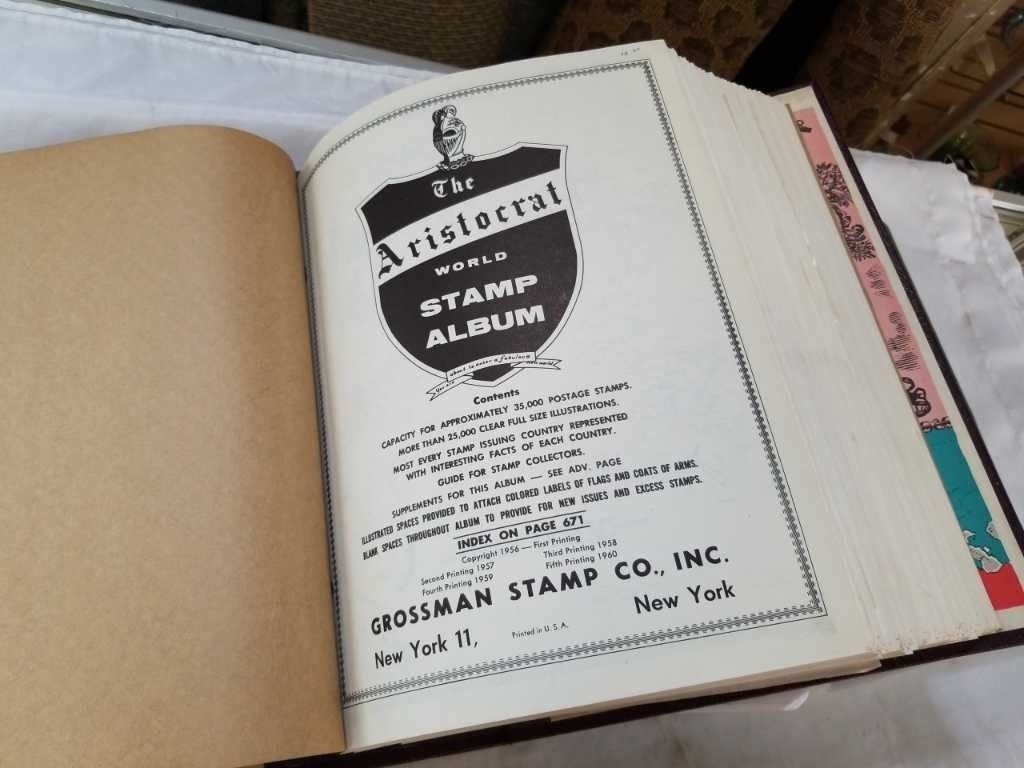 The
Aristocrat
WORLD
STAMP
ALBUM
about to enter a fabulous
Contents
CAPACITY FOR APPROXIMATELY 35,000 POSTAGE STAMPS.
MORE THAN 25,000 CLEAR FULL SIZE ILLUSTRATIONS.
MOST EVERY STAMP ISSUING COUNTRY REPRESENTED
WITH INTERESTING FACTS OF EACH COUNTRY.
GUIDE FOR STAMP COLLECTORS.
SUPPLEMENTS FOR THIS ALBUM — SEE ADV. PAGE
ILLUSTRATED SPACES PROVIDED TO ATTACH COLORED LABELS OF FLAGS AND COATS OF ARMS.
BLANK SPACES THROUGHOUT ALBUM TO PROVIDE FOR NEW ISSUES AND EXCESS STAMPS.
INDEX ON PAGE 671
Copyright 1956 — First Printing
Second Printing 1957 Third Printing 1958
Fourth Printing 1959 Fifth Printing 1960
GROSSMAN STAMP CO., INC.
New York 11, Printed in U. S. A. New York